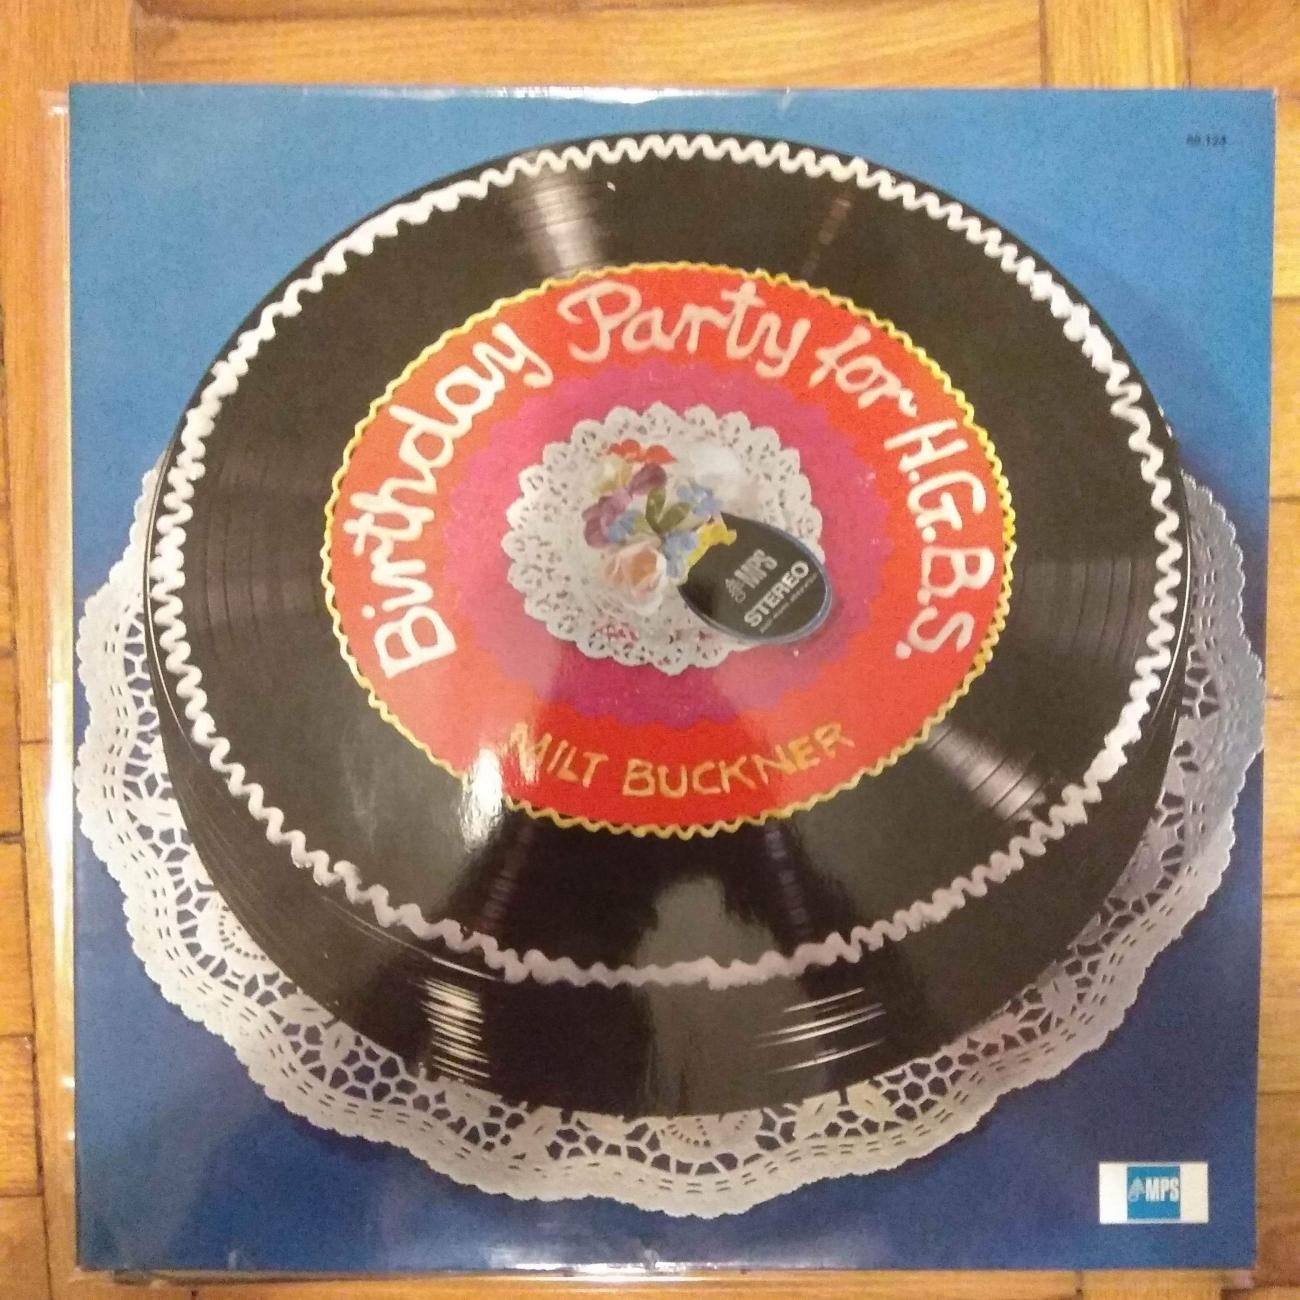 Birthday Party for H.G.B.S.
MPS
STEREO
MILT BUCKNER
MPS